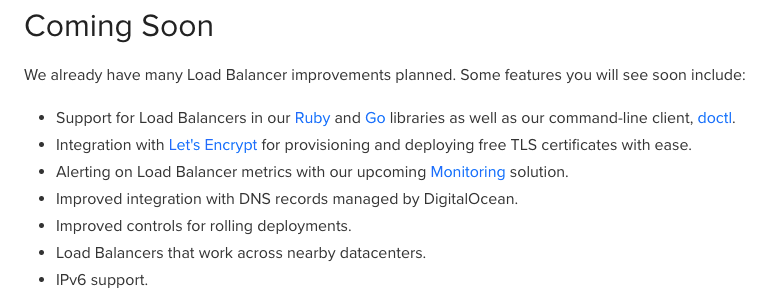 Coming Soon
We already have many Load Balancer improvements planned. Some features you will see soon include:
• Support for Load Balancers in our Ruby and Go libraries as well as our command-line client, doctl.
• Integration with Let's Encrypt for provisioning and deploying free TLS certificates with ease.
• Alerting on Load Balancer metrics with our upcoming Monitoring solution.
• Improved integration with DNS records managed by DigitalOcean.
• Improved controls for rolling deployments.
• Load Balancers that work across nearby datacenters.
• IPv6 support.